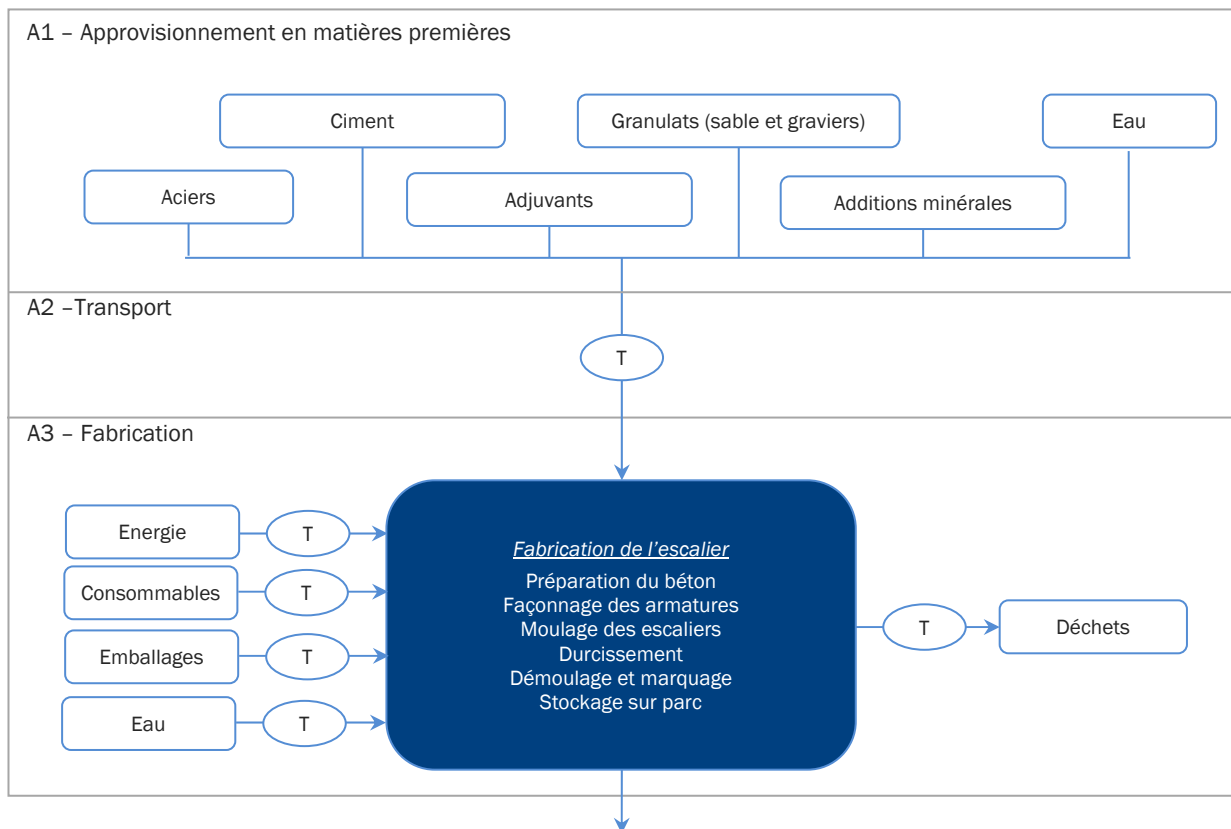 A1 – Approvisionnement en matières premières
Ciment
Granulats (sable et graviers)
Eau
Aciers
Adjuvants
Additions minérales
A2 –Transport
T
A3 – Fabrication
Energie
T
Consommables
T
Emballages
T
Eau
T
Fabrication de l'escalier
Préparation du béton
Façonnage des armatures
Moulage des escaliers
Durcissement
Démoulage et marquage
Stockage sur parc
T
Déchets